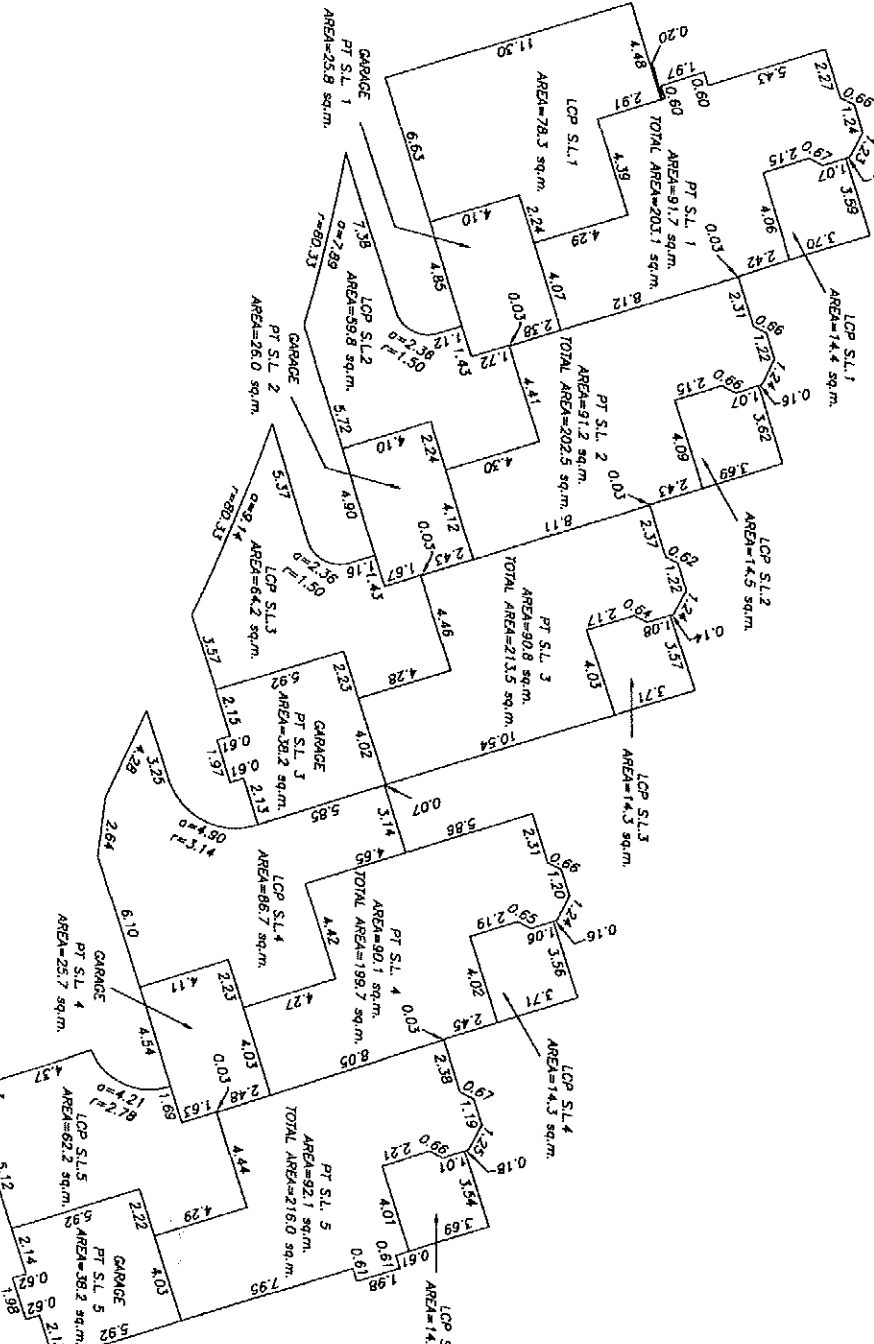 0.20
4.48
11.30
1.97
0.60
0.60
5.43
2.27
0.66
1.24
1.23
0.67
1.07
2.15
3.59
4.06
3.70
2.42
LCP S.L.1
AREA=14.4 sq.m.
GARAGE
PT S.L. 1
AREA=25.8 sq.m.
LCP S.L.1
AREA=78.3 sq.m.
2.91
4.39
PT S.L. 1
AREA=91.7 sq.m.
TOTAL AREA=203.1 sq.m.
0.03
6.63
4.10
2.24
4.29
4.07
4.85
8.12
2.38
0.03
1.12
1.43
1.72
7.38
a=7.89
r=80.33
LCP S.L.2
AREA=59.8 sq.m.
a=2.36
r=1.50
GARAGE
PT S.L. 2
AREA=26.0 sq.m.
2.31
0.66
1.22
1.24
0.16
0.66
1.07
2.15
3.62
4.09
3.69
2.43
LCP S.L.2
AREA=14.5 sq.m.
4.41
4.30
PT S.L. 2
AREA=91.2 sq.m.
TOTAL AREA=202.5 sq.m.
0.03
5.72
4.10
2.24
4.12
4.90
8.11
2.43
0.03
1.16
1.43
1.67
5.37
a=9.14
r=80.33
LCP S.L.3
AREA=64.2 sq.m.
a=2.36
r=1.50
2.37
0.62
1.22
1.24
0.14
0.64
1.08
2.17
3.57
4.03
3.71
LCP S.L.3
AREA=14.3 sq.m.
4.46
4.28
PT S.L. 3
AREA=90.8 sq.m.
TOTAL AREA=213.5 sq.m.
10.54
3.57
5.92
2.23
4.02
GARAGE
PT S.L. 3
AREA=38.2 sq.m.
2.15
0.61
1.97
0.61
2.13
5.85
0.07
3.14
3.25
4.28
2.64
a=4.90
r=3.14
LCP S.L.4
AREA=86.7 sq.m.
5.86
4.65
4.42
4.27
2.31
0.66
1.20
1.24
0.16
0.65
1.06
2.19
3.56
4.02
3.71
2.45
LCP S.L.4
AREA=14.3 sq.m.
PT S.L. 4
AREA=90.1 sq.m.
TOTAL AREA=199.7 sq.m.
0.03
6.10
4.11
2.23
4.03
4.54
8.05
2.48
0.03
1.69
1.63
GARAGE
PT S.L. 4
AREA=25.7 sq.m.
4.37
a=4.21
r=2.78
LCP S.L.5
AREA=62.2 sq.m.
5.12
2.38
0.67
1.19
1.25
0.18
0.66
1.01
2.21
3.54
4.01
3.69
0.61
0.61
1.98
0.61
4.44
4.29
PT S.L. 5
AREA=92.1 sq.m.
TOTAL AREA=216.0 sq.m.
7.95
5.92
2.22
4.03
GARAGE
PT S.L. 5
AREA=38.2 sq.m.
2.14
0.62
1.98
0.62
5.92
LCP
AREA=14.